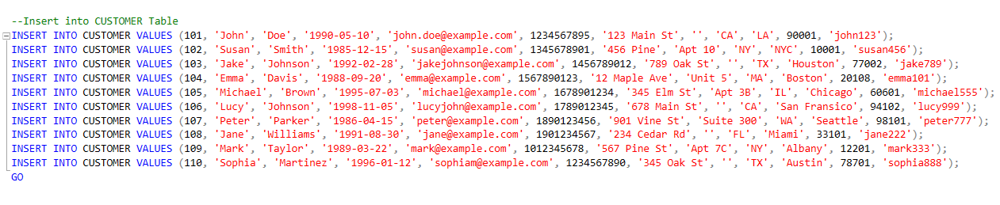 --Insert into CUSTOMER Table
INSERT INTO CUSTOMER VALUES (101, 'John', 'Doe', '1990-05-10', 'john.doe@example.com', 1234567895, '123 Main St', '', 'CA', 'LA', 90001, 'john123');
INSERT INTO CUSTOMER VALUES (102, 'Susan', 'Smith', '1985-12-15', 'susan@example.com', 1345678901, '456 Pine', 'Apt 10', 'NY', 'NYC', 10001, 'susan456');
INSERT INTO CUSTOMER VALUES (103, 'Jake', 'Johnson', '1992-02-28', 'jakejohnson@example.com', 1456789012, '789 Oak St', '', 'TX', 'Houston', 77002, 'jake789');
INSERT INTO CUSTOMER VALUES (104, 'Emma', 'Davis', '1988-09-20', 'emma@example.com', 1567890123, '12 Maple Ave', 'Unit 5', 'MA', 'Boston', 20108, 'emma101');
INSERT INTO CUSTOMER VALUES (105, 'Michael', 'Brown', '1995-07-03', 'michael@example.com', 1678901234, '345 Elm St', 'Apt 3B', 'IL', 'Chicago', 60601, 'michael555');
INSERT INTO CUSTOMER VALUES (106, 'Lucy', 'Johnson', '1998-11-05', 'lucyjohn@example.com', 1789012345, '678 Main St', '', 'CA', 'San Fransico', 94102, 'lucy999');
INSERT INTO CUSTOMER VALUES (107, 'Peter', 'Parker', '1986-04-15', 'peter@example.com', 1890123456, '901 Vine St', 'Suite 300', 'WA', 'Seattle', 98101, 'peter777');
INSERT INTO CUSTOMER VALUES (108, 'Jane', 'Williams', '1991-08-30', 'jane@example.com', 1901234567, '234 Cedar Rd', '', 'FL', 'Miami', 33101, 'jane222');
INSERT INTO CUSTOMER VALUES (109, 'Mark', 'Taylor', '1989-03-22', 'mark@example.com', 1012345678, '567 Pine St', 'Apt 7C', 'NY', 'Albany', 12201, 'mark333');
INSERT INTO CUSTOMER VALUES (110, 'Sophia', 'Martinez', '1996-01-12', 'sophiam@example.com', 1234567890, '345 Oak St', '', 'TX', 'Austin', 78701, 'sophia888');
GO